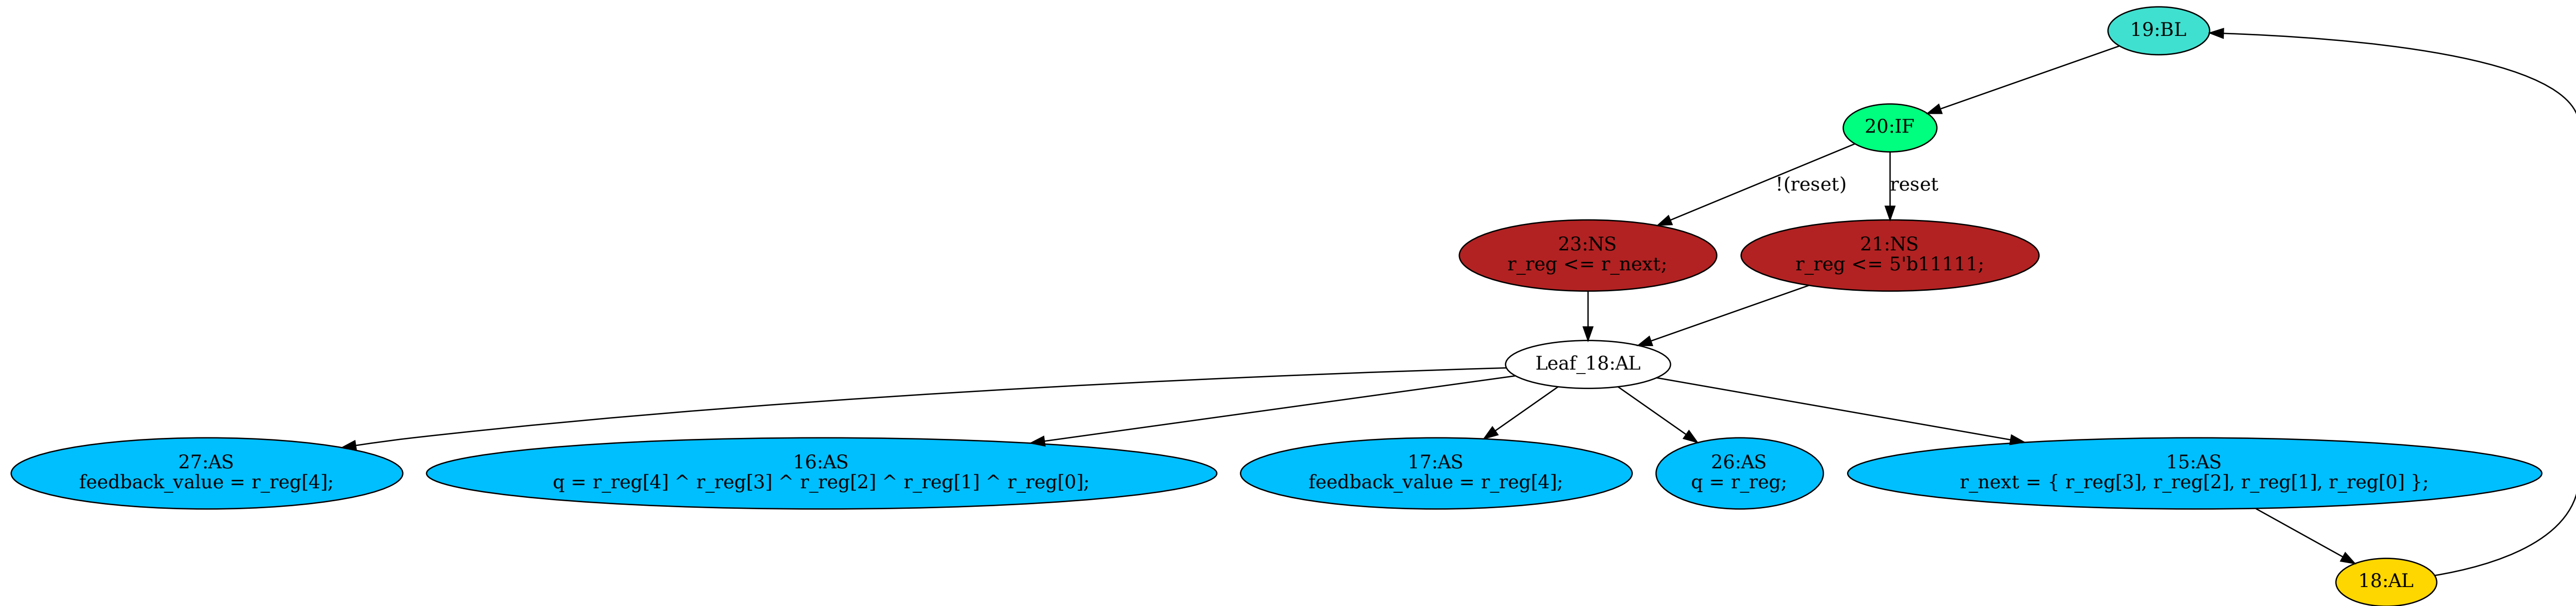 19:BL
20:IF
!(reset)
reset
23:NS
r_reg <= r_next;
21:NS
r_reg <= 5'b11111;
Leaf_18:AL
27:AS
feedback_value = r_reg[4];
16:AS
q = r_reg[4] ^ r_reg[3] ^ r_reg[2] ^ r_reg[1] ^ r_reg[0];
17:AS
feedback_value = r_reg[4];
26:AS
q = r_reg;
15:AS
r_next = { r_reg[3], r_reg[2], r_reg[1], r_reg[0] };
18:AL